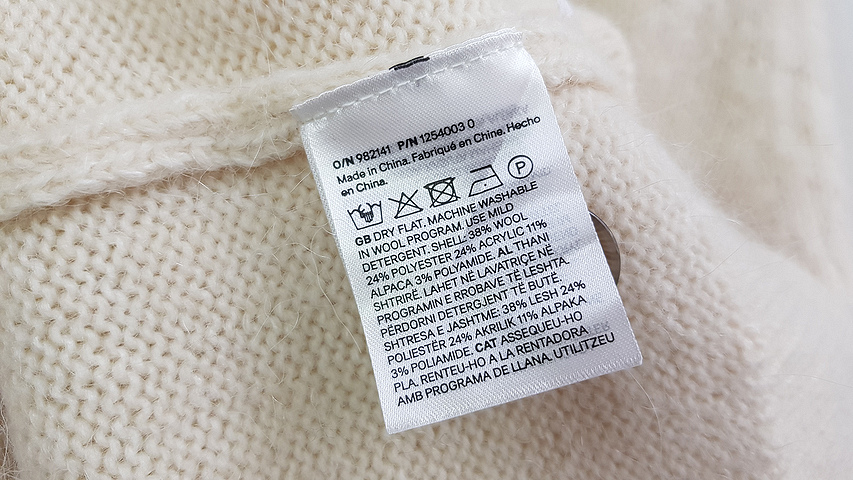 O/N 982141 P/N 1254003 0
Made in China. Fabriqué en Chine. Hecho
en China.
P
GB DRY FLAT. MACHINE WASHABLE
IN WOOL PROGRAM. USE MILD
DETERGENT. SHELL: 38% WOOL
24% POLYESTER 24% ACRYLIC 11%
ALPACA 3% POLYAMIDE. AL THANI
SHTRIRË. LAHET NË LAVATRIÇE NË
PROGRAMIN E RROBAVE TË LESHTA.
PËRDORNI DETERGJENT TË BUTË.
SHTRESA E JASHTME: 38% LESH 24%
POLIESTËR 24% AKRILIK 11% ALPAKA
3% POLIAMIDE. CAT ASSEQUEU-HO
PLA. RENTEU-HO A LA RENTADORA
AMB PROGRAMA DE LLANA. UTILITZEU